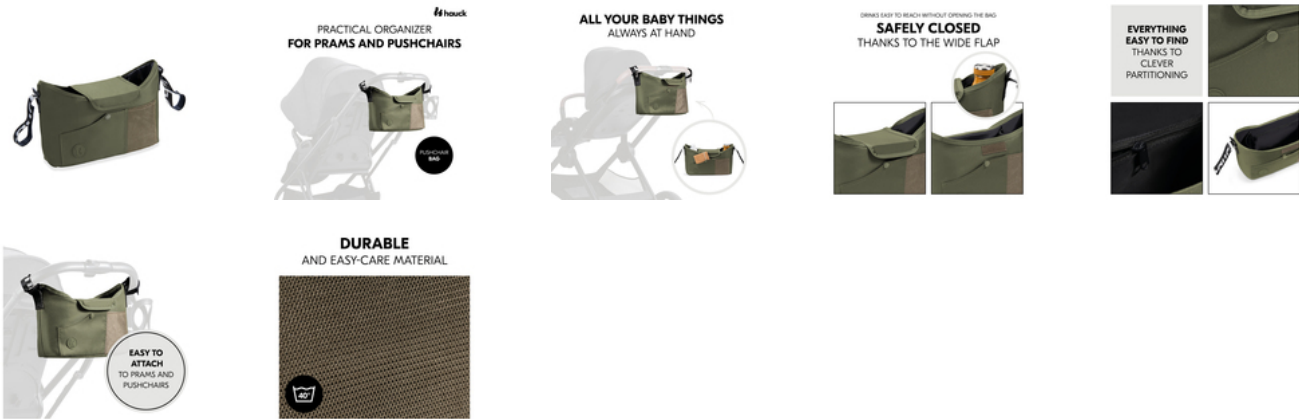 hauck
PRACTICAL ORGANIZER
FOR PRAMS AND PUSHCHAIRS
PUSHCHAIR
BAG
ALL YOUR BABY THINGS
ALWAYS AT HAND
DRINKS EASY TO REACH WITHOUT OPENING THE BAG
SAFELY CLOSED
THANKS TO THE WIDE FLAP
EVERYTHING
EASY TO FIND
THANKS TO
CLEVER
PARTITIONING
EASY TO
ATTACH
TO PRAMS AND
PUSHCHAIRS
DURABLE
AND EASY-CARE MATERIAL
40°